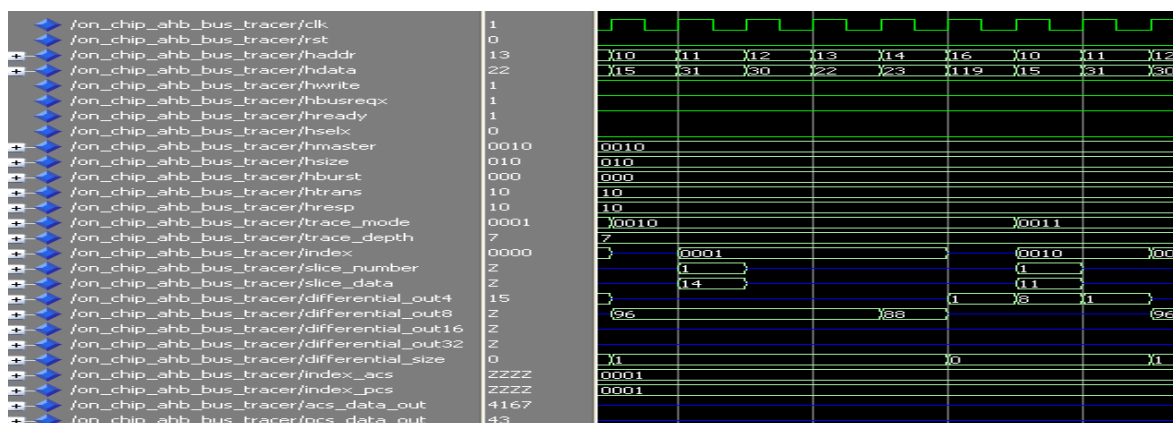 /on_chip_ahb_bus_tracer/clk 1
/on_chip_ahb_bus_tracer/rst 0
/on_chip_ahb_bus_tracer/haddr 13 10 11 12 13 14 16 10 11 12
/on_chip_ahb_bus_tracer/hdata 22 15 31 30 22 23 119 15 31 30
/on_chip_ahb_bus_tracer/hwrite 1
/on_chip_ahb_bus_tracer/hbusreqx 1
/on_chip_ahb_bus_tracer/hready 1
/on_chip_ahb_bus_tracer/hselx 0
/on_chip_ahb_bus_tracer/hmaster 0010 0010
/on_chip_ahb_bus_tracer/hsize 010 010
/on_chip_ahb_bus_tracer/hburst 000 000
/on_chip_ahb_bus_tracer/htrans 10 10
/on_chip_ahb_bus_tracer/hresp 10 10
/on_chip_ahb_bus_tracer/trace_mode 0001 0010 0011
/on_chip_ahb_bus_tracer/trace_depth 7 7
/on_chip_ahb_bus_tracer/index 0000 0001 0010 00
/on_chip_ahb_bus_tracer/slice_number Z 1 1
/on_chip_ahb_bus_tracer/slice_data Z 14 11
/on_chip_ahb_bus_tracer/differential_out4 15 1 8 1
/on_chip_ahb_bus_tracer/differential_out8 Z 96 88 96
/on_chip_ahb_bus_tracer/differential_out16 Z
/on_chip_ahb_bus_tracer/differential_out32 Z
/on_chip_ahb_bus_tracer/differential_size 0 1 0 1
/on_chip_ahb_bus_tracer/index_acs ZZZZ 0001
/on_chip_ahb_bus_tracer/index_pcs ZZZZ 0001
/on_chip_ahb_bus_tracer/acs_data_out 4167
/on_chip_ahb_bus_tracer/pcs_data_out 43